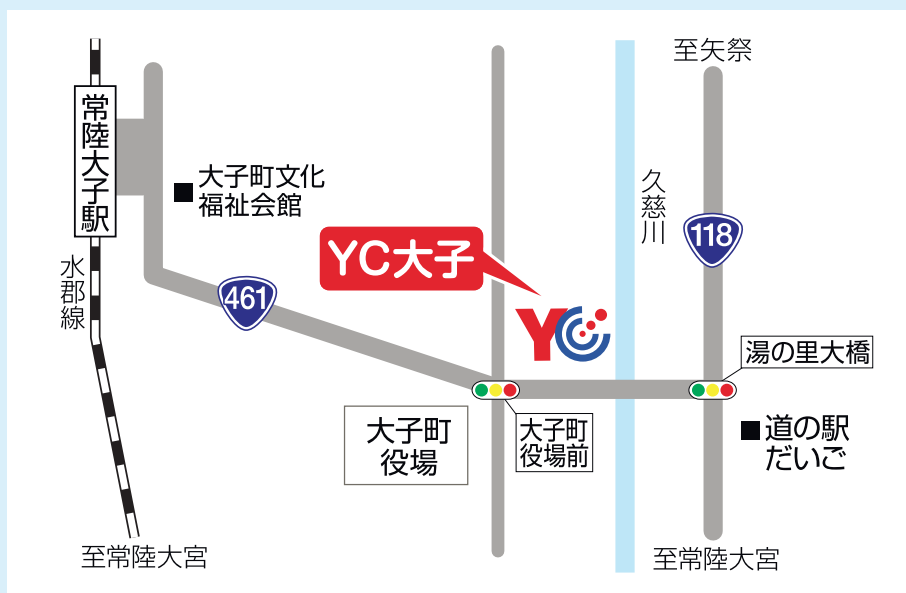 至矢祭
常陸大子駅
大子町文化
福祉会館
久慈川
118
YC大子
水郡線
461
YC
湯の里大橋
大子町
役場
大子町
役場前
道の駅
だいご
至常陸大宮
至常陸大宮